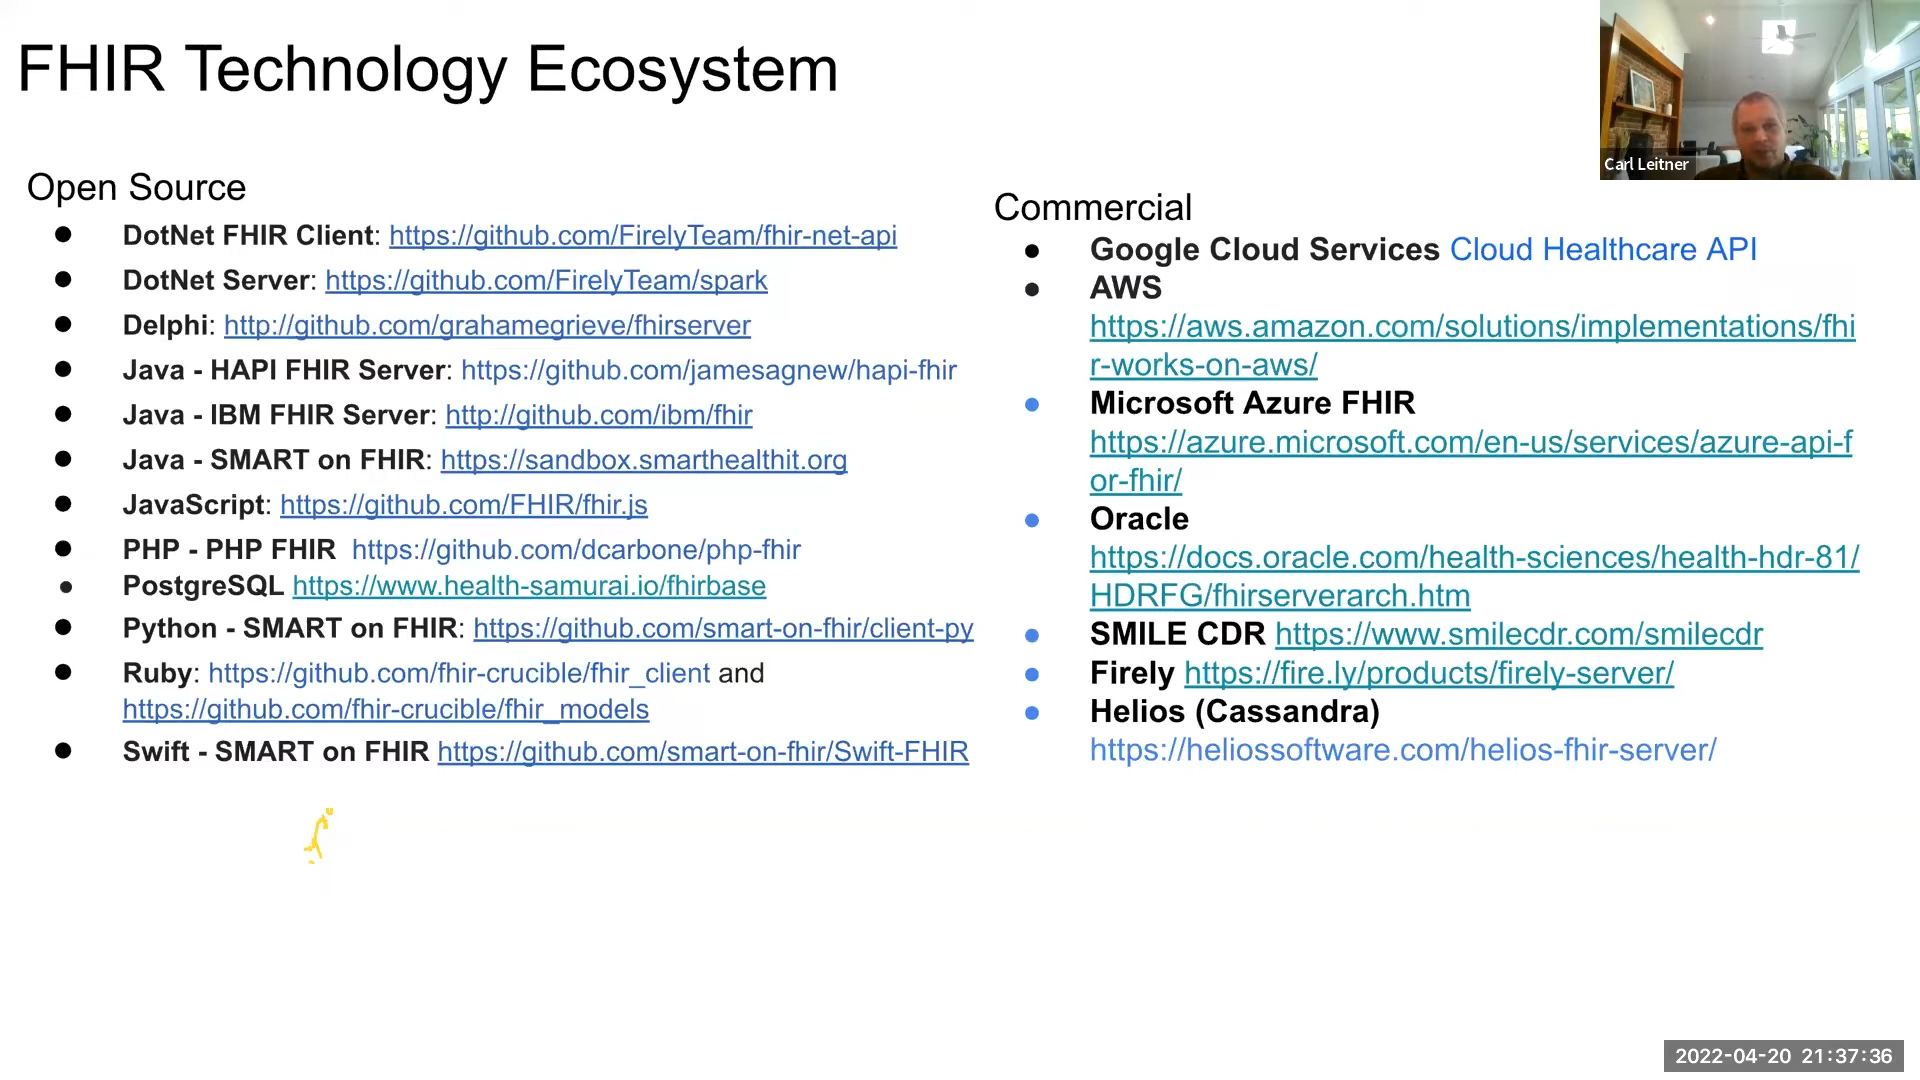 FHIR Technology Ecosystem
Open Source
DotNet FHIR Client: https://github.com/FirelyTeam/fhir-net-api
DotNet Server: https://github.com/FirelyTeam/spark
Delphi: http://github.com/grahamegrieve/fhirserver
Java - HAPI FHIR Server: https://github.com/jamesagnew/hapi-fhir
Java - IBM FHIR Server: http://github.com/ibm/fhir
Java - SMART on FHIR: https://sandbox.smarthealthit.org
JavaScript: https://github.com/FHIR/fhir.js
PHP - PHP FHIR https://github.com/dcarbone/php-fhir
PostgreSQL https://www.health-samurai.io/fhirbase
Python - SMART on FHIR: https://github.com/smart-on-fhir/client-py
Ruby: https://github.com/fhir-crucible/fhir_client and
https://github.com/fhir-crucible/fhir_models
Swift - SMART on FHIR https://github.com/smart-on-fhir/Swift-FHIR
Commercial
Google Cloud Services Cloud Healthcare API
AWS
https://aws.amazon.com/solutions/implementations/fhi
r-works-on-aws/
Microsoft Azure FHIR
https://azure.microsoft.com/en-us/services/azure-api-f
or-fhir/
Oracle
https://docs.oracle.com/health-sciences/health-hdr-81/
HDRFG/fhirserverarch.htm
SMILE CDR https://www.smilecdr.com/smilecdr
Firely https://fire.ly/products/firely-server/
Helios (Cassandra)
https://heliossoftware.com/helios-fhir-server/
Carl Leitner
2022-04-20 21:37:36